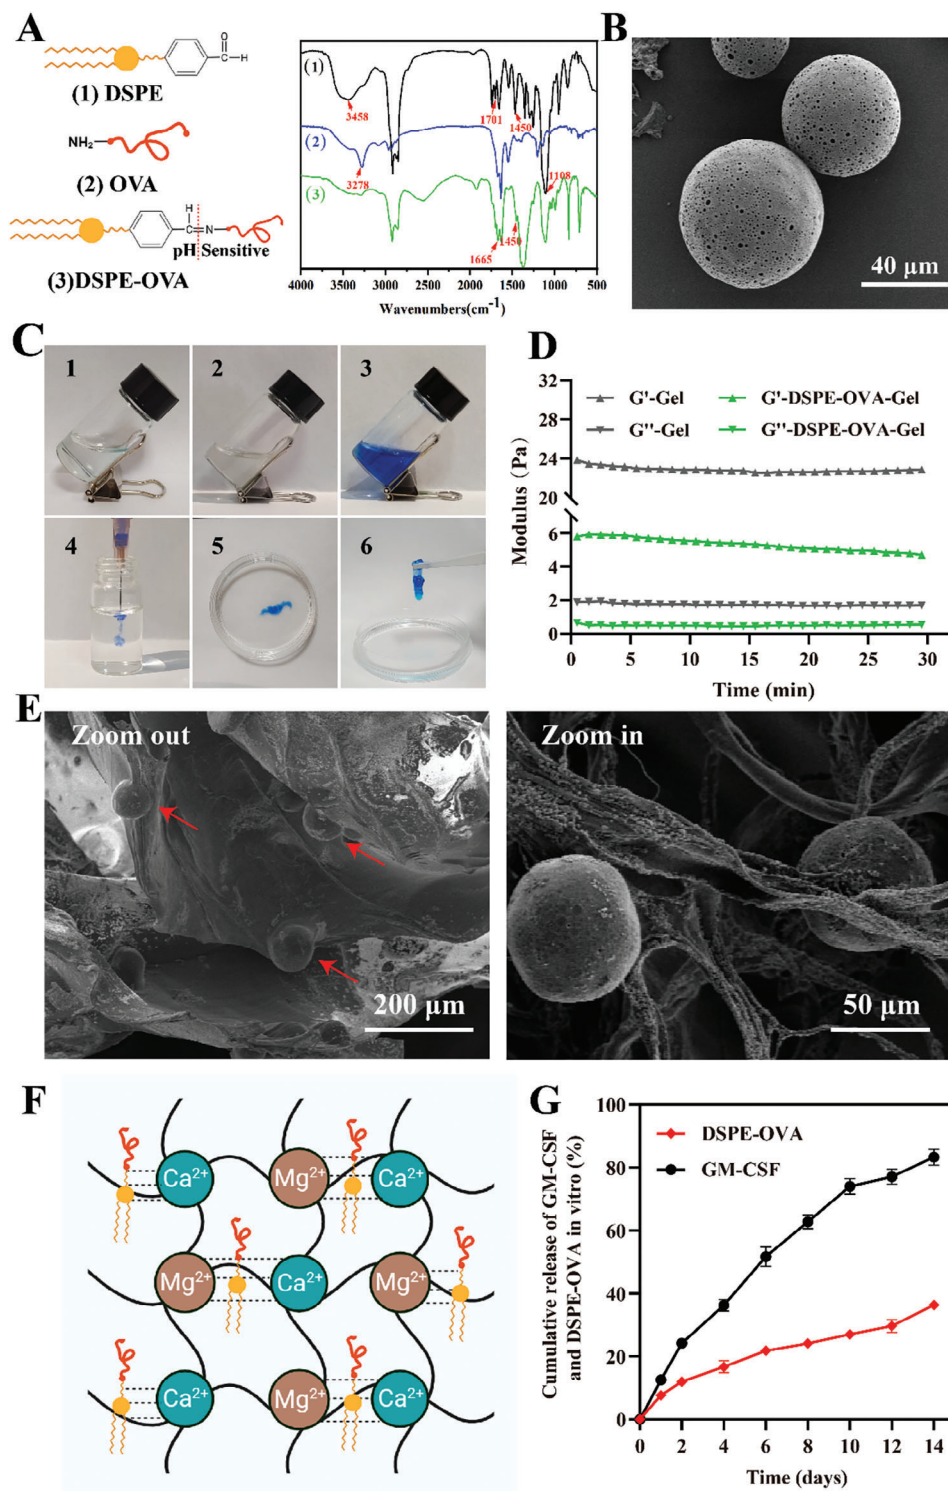 A
O
C
H
(1) DSPE
NH₂
(2) OVA
H
C=N
pH Sensitive
(3)DSPE-OVA
(1)
(2)
(3)
3458
1701
1450
3278
1108
1665
1450
4000 3500 3000 2500 2000 1500 1000 500
Wavenumbers(cm⁻¹)
B
40 µm
C
1
2
3
4
5
6
D
G'-Gel
G''-Gel
G'-DSPE-OVA-Gel
G''-DSPE-OVA-Gel
Modulus (Pa)
32
28
24
20
6
4
2
0
0 5 10 15 20 25 30
Time (min)
E
Zoom out
200 µm
Zoom in
50 µm
F
Ca²⁺ Mg²⁺ Ca²⁺
Mg²⁺ Ca²⁺ Mg²⁺
Ca²⁺ Mg²⁺ Ca²⁺
G
DSPE-OVA
GM-CSF
Cumulative release of GM-CSF
and DSPE-OVA in vitro (%)
100
80
60
40
20
0
0 2 4 6 8 10 12 14
Time (days)